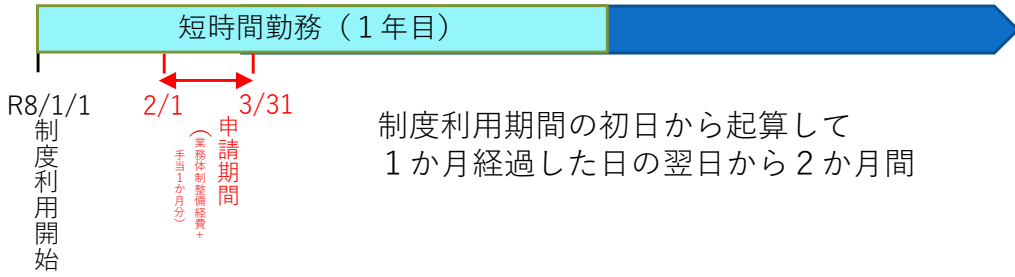 短時間勤務（１年目）
R8/1/1
制度利用開始
2/1
3/31
申請期間
（業務体制整備経費＋
手当１か月分）
制度利用期間の初日から起算して
１か月経過した日の翌日から２か月間